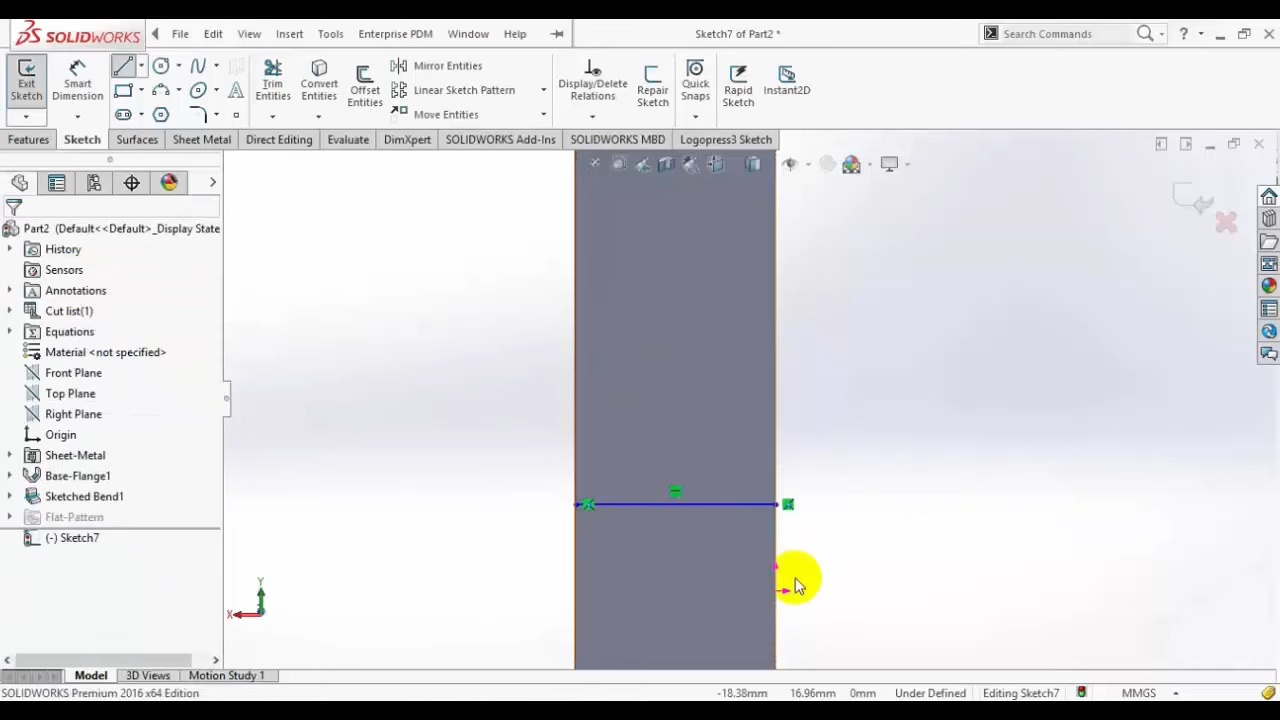 SOLIDWORKS File Edit View Insert Tools Enterprise PDM Window Help Sketch7 of Part2 * Search Commands ?
Exit Sketch
Smart Dimension
Trim Entities
Convert Entities
Offset Entities
Mirror Entities
Linear Sketch Pattern
Move Entities
Display/Delete Relations
Repair Sketch
Quick Snaps
Rapid Sketch
Instant2D
Features Sketch Surfaces Sheet Metal Direct Editing Evaluate DimXpert SOLIDWORKS Add-Ins SOLIDWORKS MBD Logopress3 Sketch
Part2 (Default<<Default>_Display State
History
Sensors
Annotations
Cut list(1)
Equations
Material <not specified>
Front Plane
Top Plane
Right Plane
Origin
Sheet-Metal
Base-Flange1
Sketched Bend1
Flat-Pattern
(-) Sketch7
Y
X
Model 3D Views Motion Study 1
SOLIDWORKS Premium 2016 x64 Edition -18.38mm 16.96mm 0mm Under Defined Editing Sketch7 MMGS